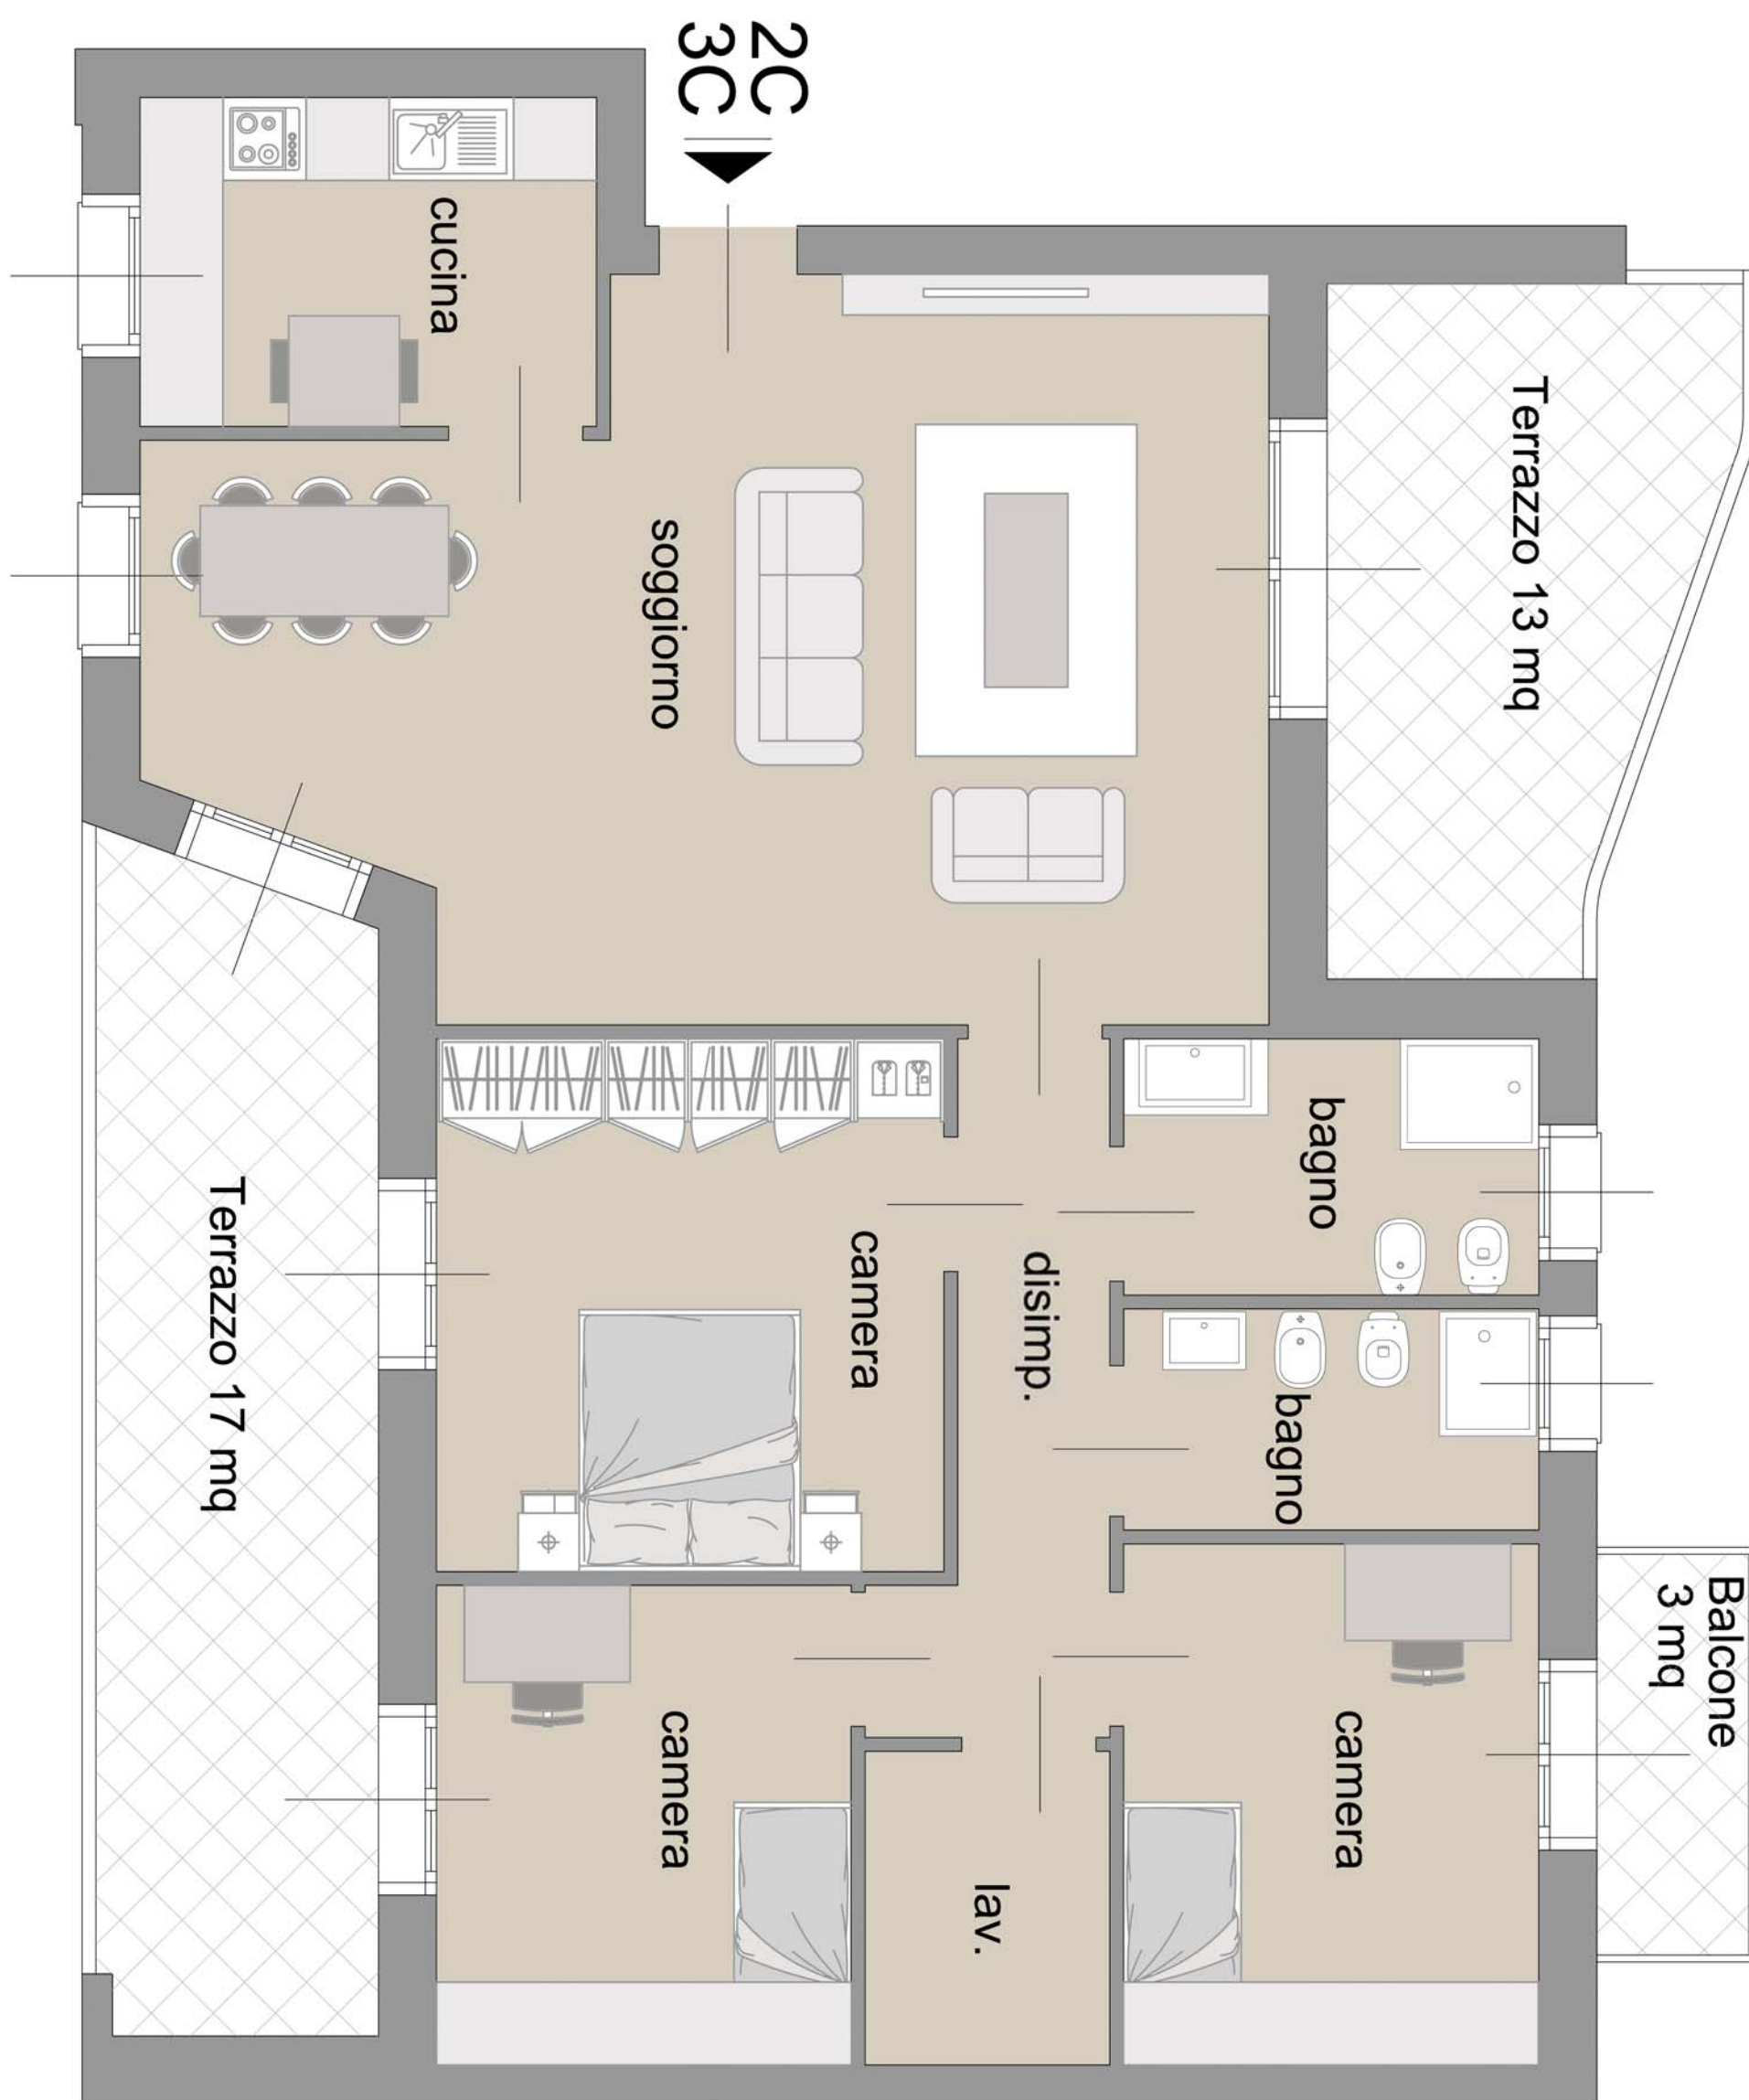 2C
3C
cucina
soggiorno
Terrazzo 13 mq
bagno
disimp.
camera
Terrazzo 17 mq
bagno
Balcone
3 mq
camera
camera
lav.